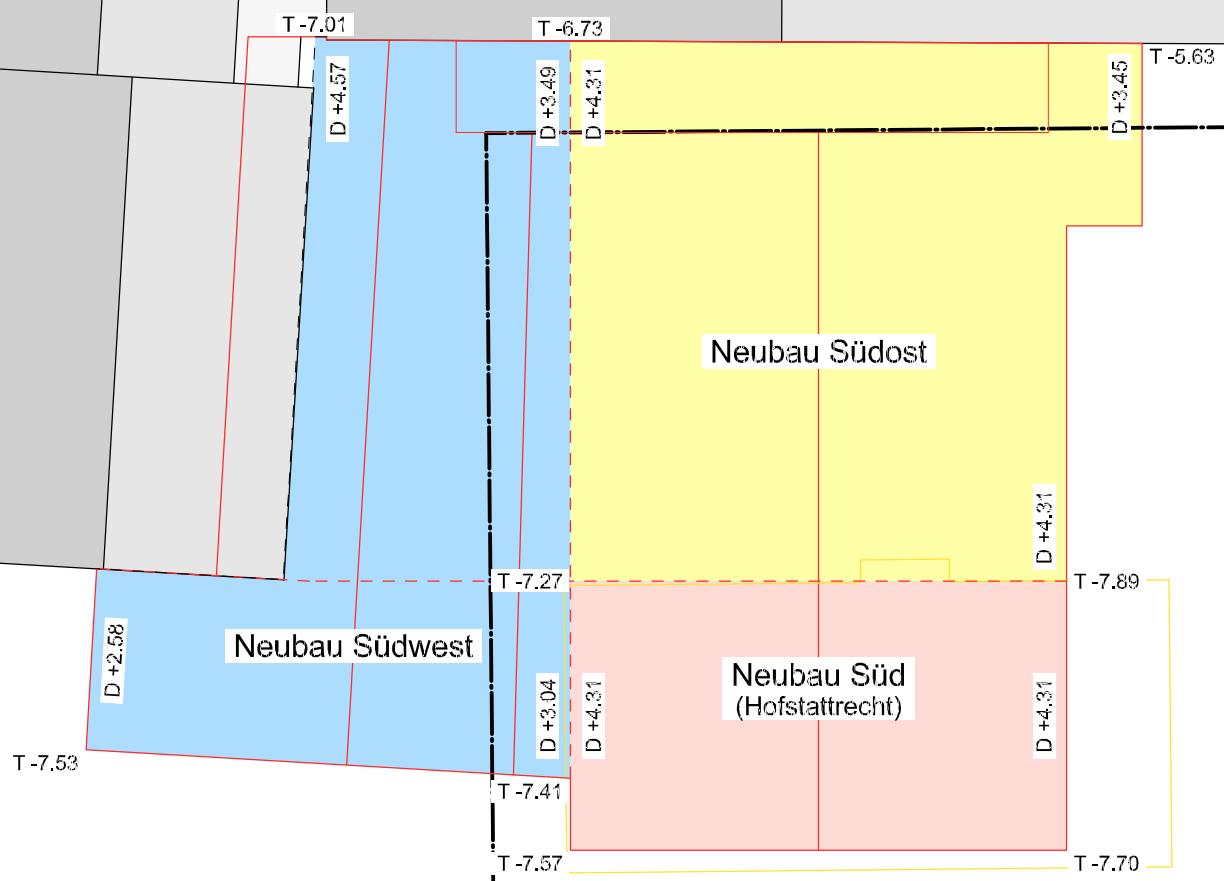 T -7.01
T -6.73
T -5.63
D +4.57
D +3.49
D +4.31
D +3.45
Neubau Südost
D +4.31
T -7.27
T -7.89
Neubau Südwest
D +2.58
Neubau Süd
(Hofstattrecht)
D +3.04
D +4.31
D +4.31
T -7.53
T -7.41
T -7.57
T -7.70